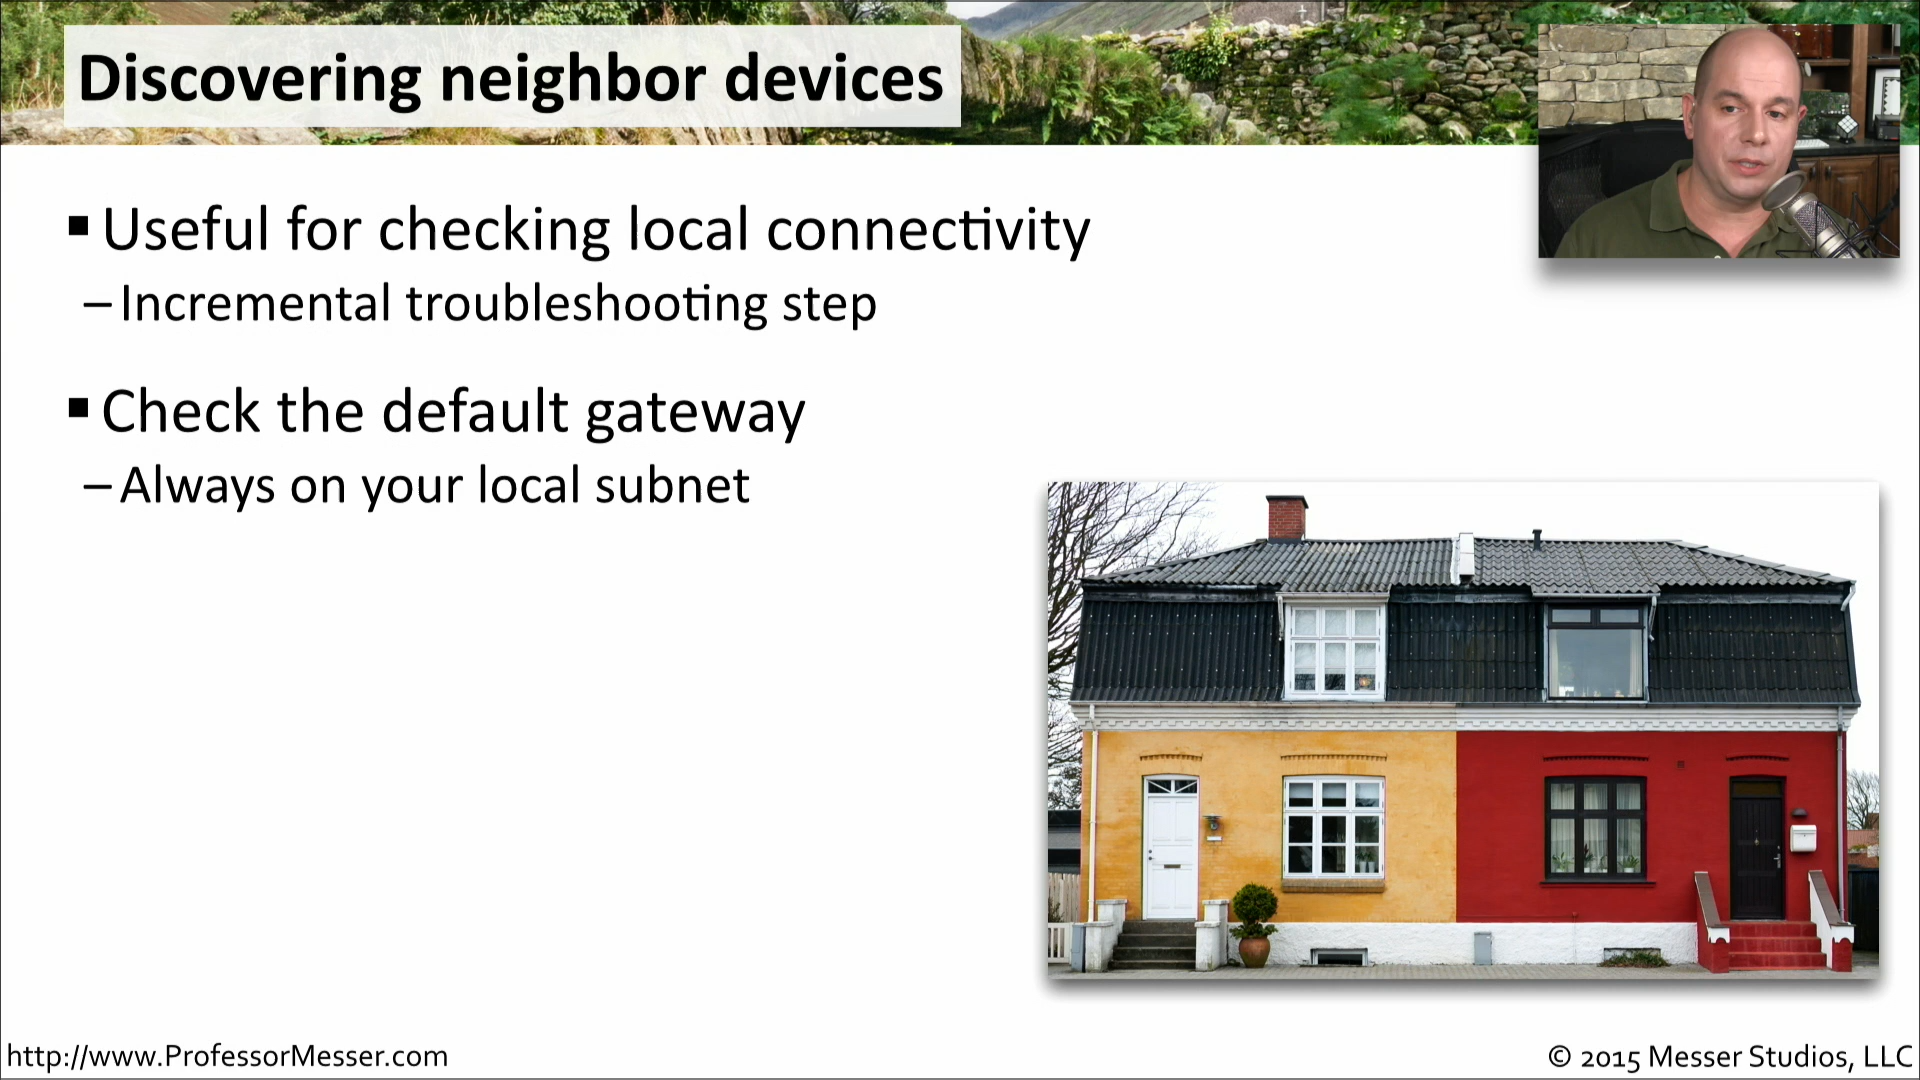 Discovering neighbor devices
▪ Useful for checking local connectivity
– Incremental troubleshooting step
▪ Check the default gateway
– Always on your local subnet
http://www.ProfessorMesser.com
© 2015 Messer Studios, LLC